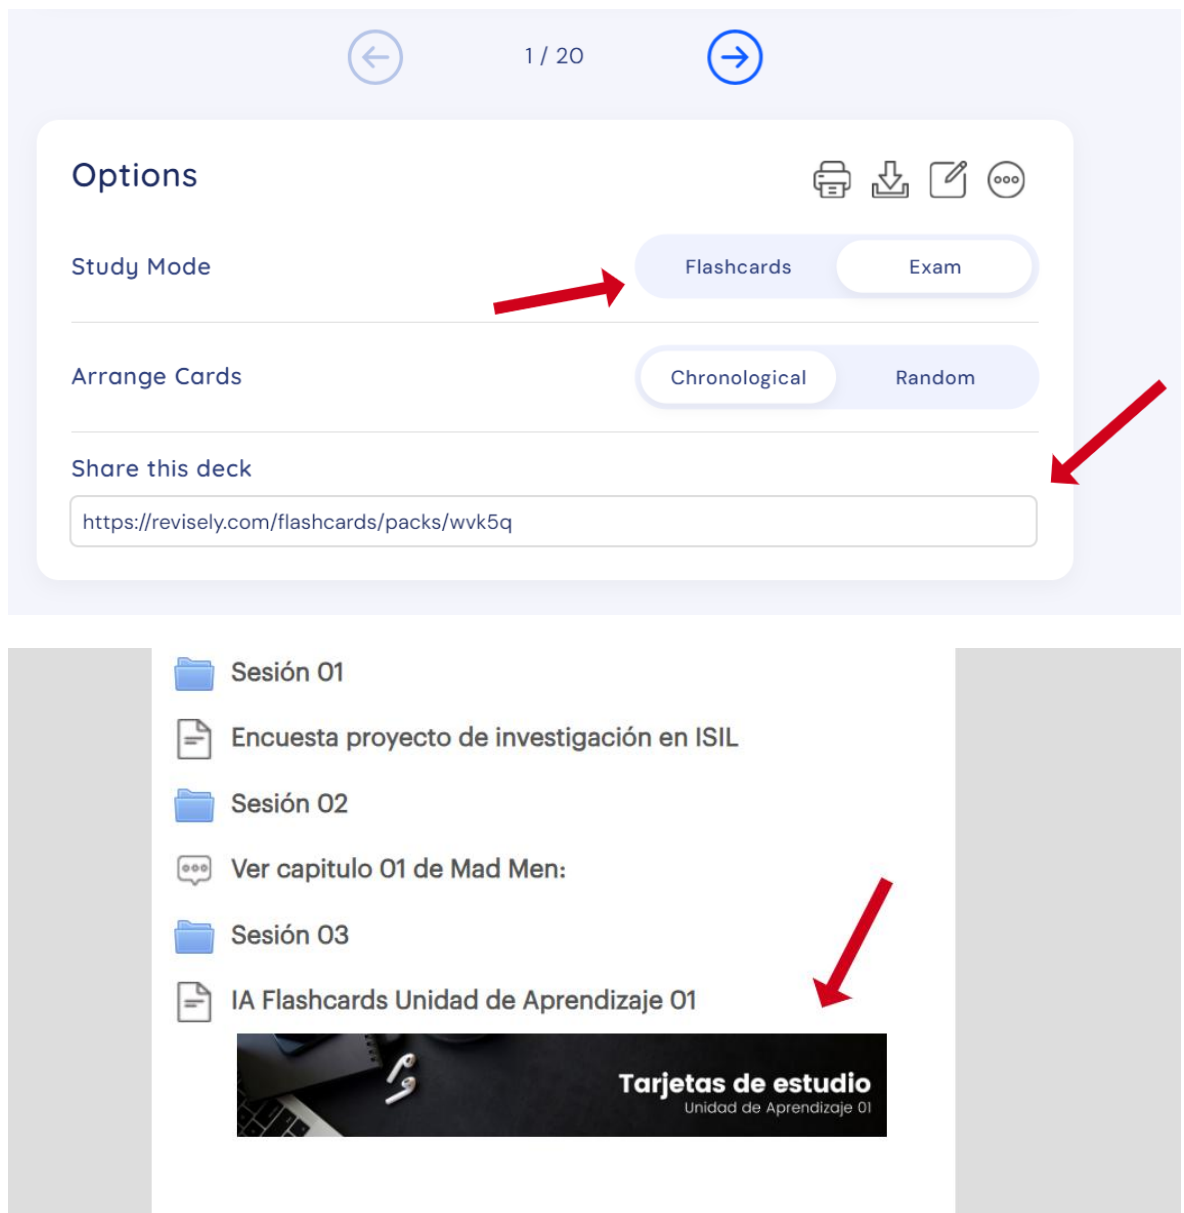 1 / 20
Options
Study Mode
Flashcards
Exam
Arrange Cards
Chronological
Random
Share this deck
https://revisely.com/flashcards/packs/wvk5q
Sesión 01
Encuesta proyecto de investigación en ISIL
Sesión 02
Ver capitulo 01 de Mad Men:
Sesión 03
IA Flashcards Unidad de Aprendizaje 01
Tarjetas de estudio
Unidad de Aprendizaje 01